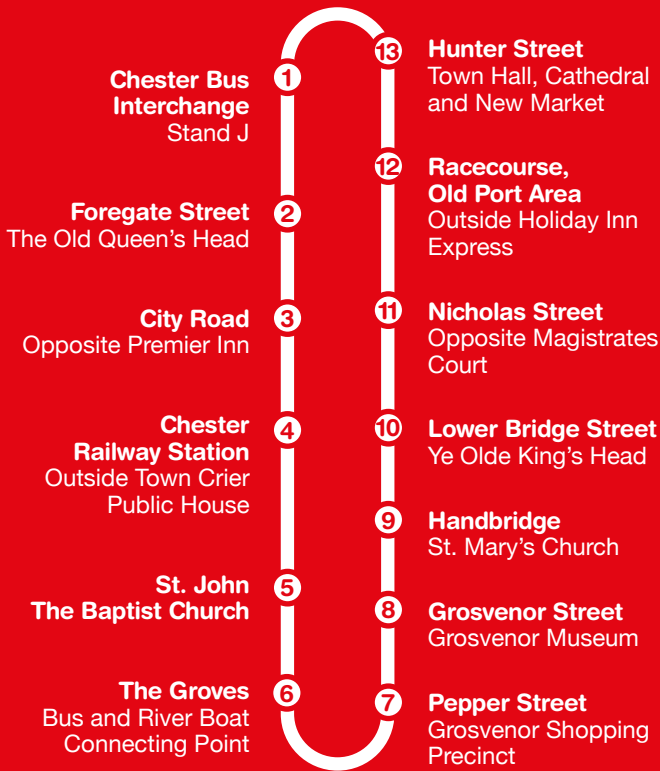 1
Chester Bus
Interchange
Stand J
2
Foregate Street
The Old Queen's Head
3
City Road
Opposite Premier Inn
4
Chester
Railway Station
Outside Town Crier
Public House
5
St. John
The Baptist Church
6
The Groves
Bus and River Boat
Connecting Point
7
Pepper Street
Grosvenor Shopping
Precinct
8
Grosvenor Street
Grosvenor Museum
9
Handbridge
St. Mary's Church
10
Lower Bridge Street
Ye Olde King's Head
11
Nicholas Street
Opposite Magistrates
Court
12
Racecourse,
Old Port Area
Outside Holiday Inn
Express
13
Hunter Street
Town Hall, Cathedral
and New Market